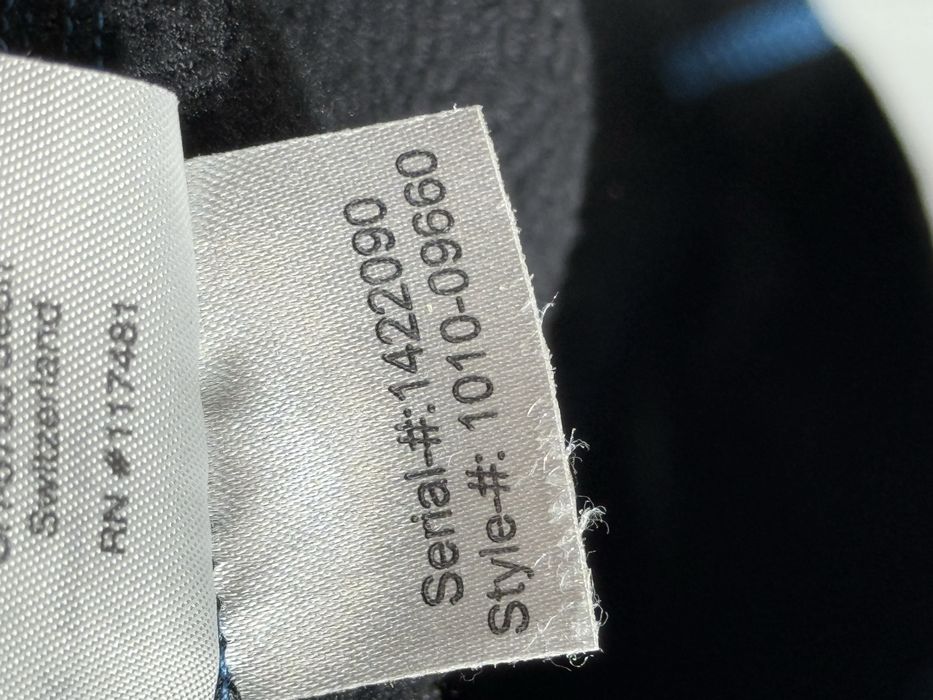 Switzerland
RN #117481
Serial-#:1422090
Style-#: 1010-09660